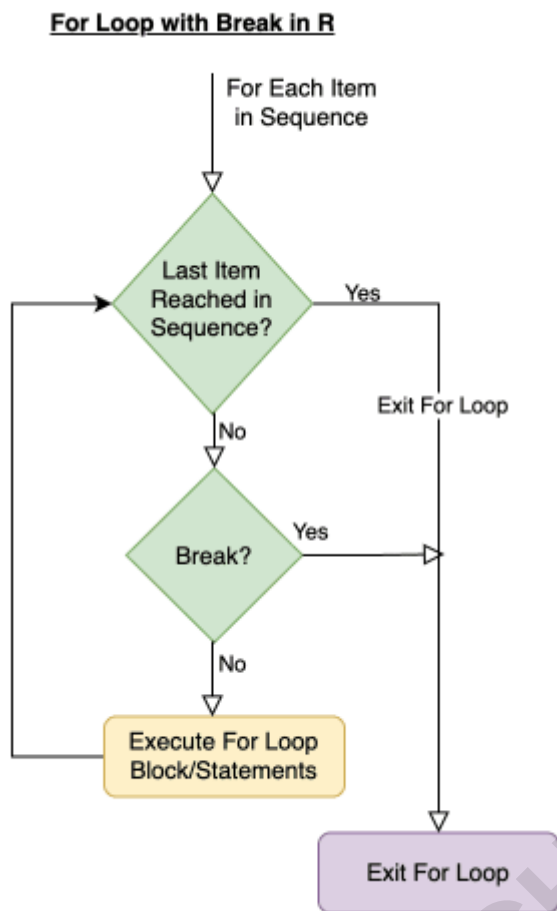 For Loop with Break in R
For Each Item
in Sequence
Last Item
Reached in
Sequence?
Yes
Exit For Loop
No
Break?
Yes
No
Execute For Loop
Block/Statements
Exit For Loop